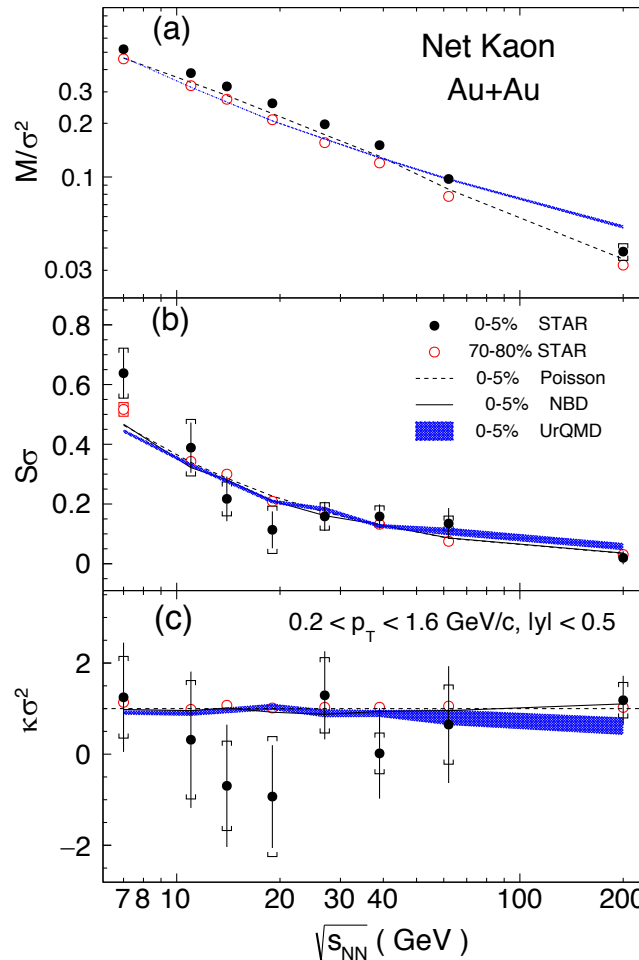 (a)
Net Kaon
Au+Au
M/σ²
0.3
0.2
0.1
0.03
(b)
0-5% STAR
70-80% STAR
0-5% Poisson
0-5% NBD
0-5% UrQMD
Sσ
0.8
0.6
0.4
0.2
0
(c)
0.2 < p_T < 1.6 GeV/c, |y| < 0.5
κσ²
2
0
−2
7 8 10 20 30 40 100 200
√s_NN ( GeV )